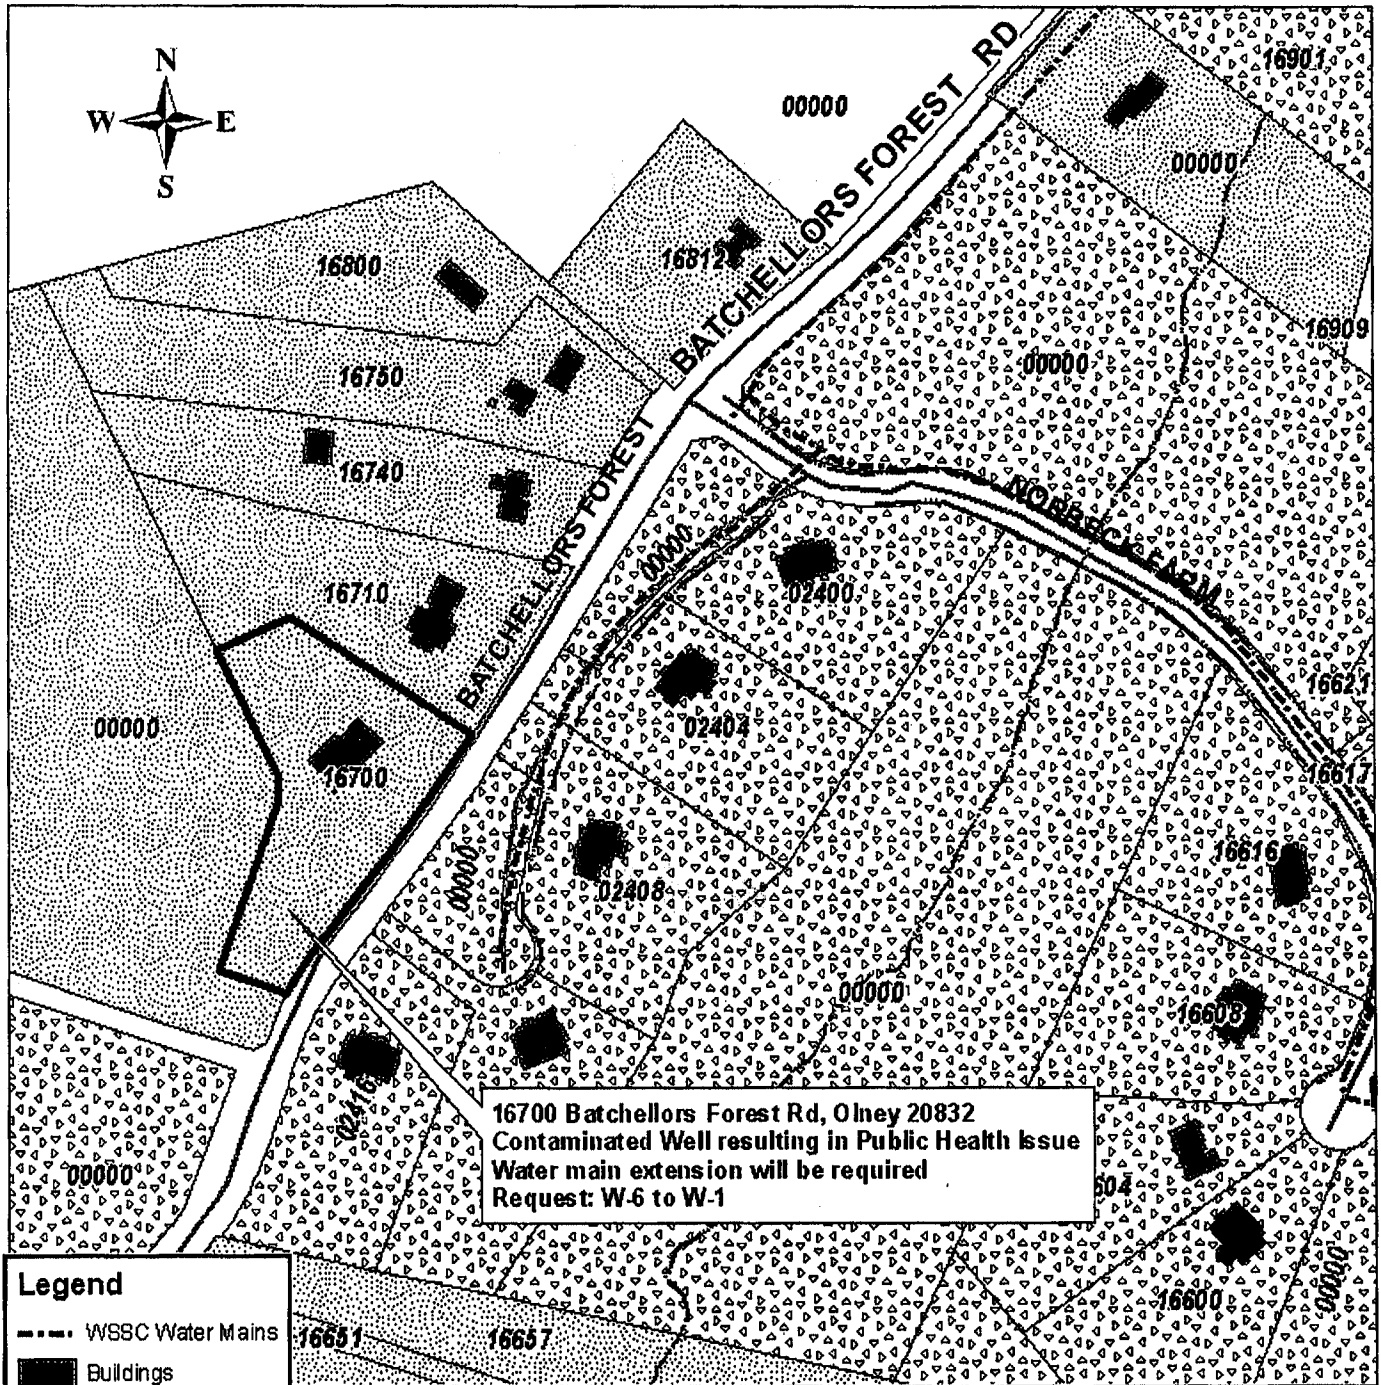 N
W E
S
BATCHELLORS FOREST RD
00000
16901
00000
16800
16812
16909
16750
00000
16740
BATCHELLORS FOREST
NORBECK FARM
00000
16710
02400
16621
00000
02404
16700
16617
16616
00000
02408
00000
16608
02416
16700 Batchellors Forest Rd, Olney 20832
Contaminated Well resulting in Public Health Issue
Water main extension will be required
Request: W-6 to W-1
00000
604
00000
16600
Legend
WSSC Water Mains
16651
16657
Buildings